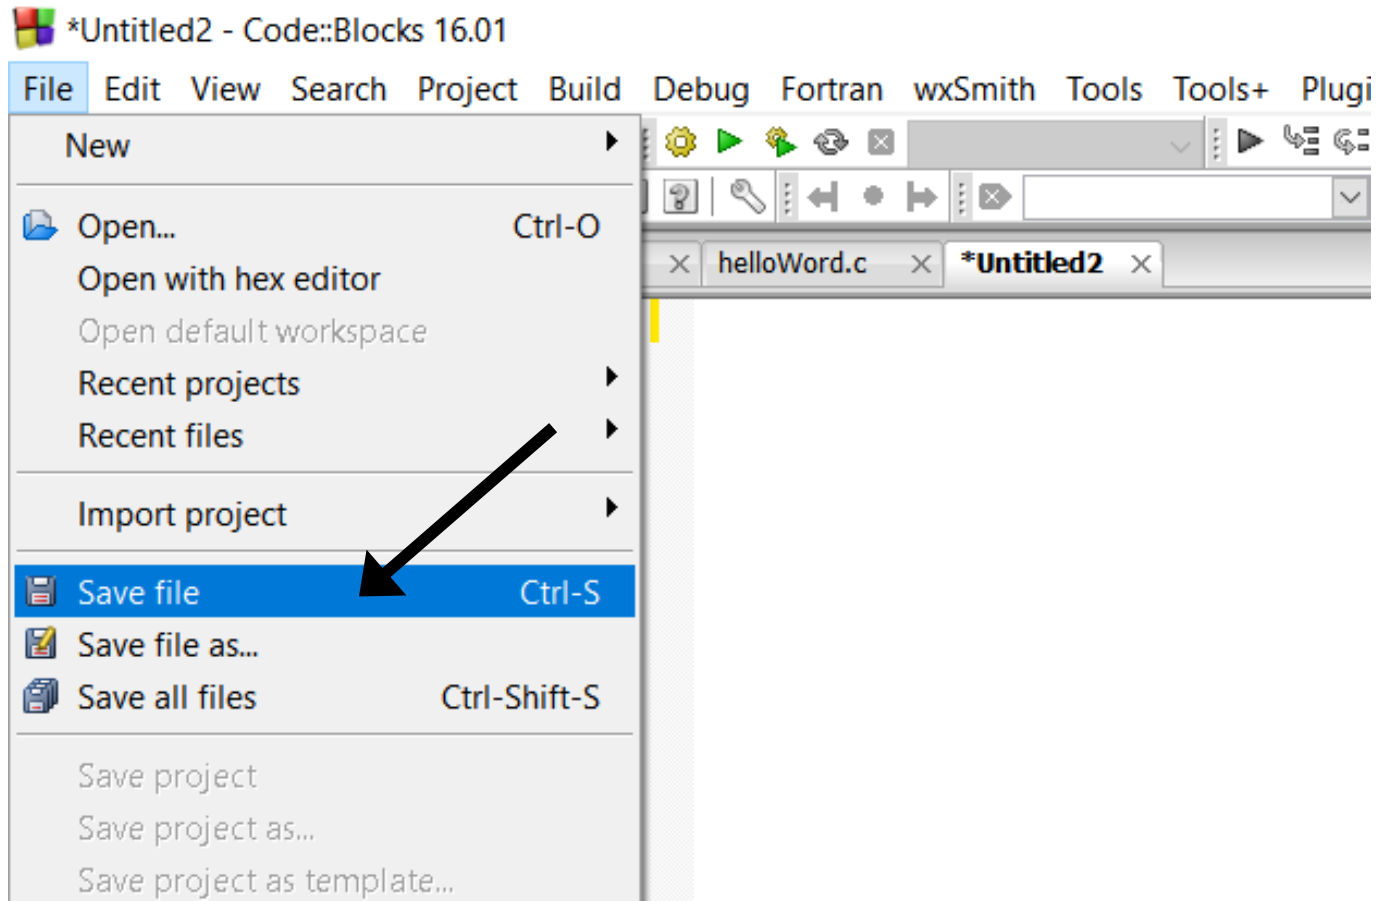 *Untitled2 - Code::Blocks 16.01
File Edit View Search Project Build Debug Fortran wxSmith Tools Tools+ Plugi
New
Open... Ctrl-O
helloWord.c *Untitled2
Open with hex editor
Open default workspace
Recent projects
Recent files
Import project
Save file Ctrl-S
Save file as...
Save all files Ctrl-Shift-S
Save project
Save project as...
Save project as template...